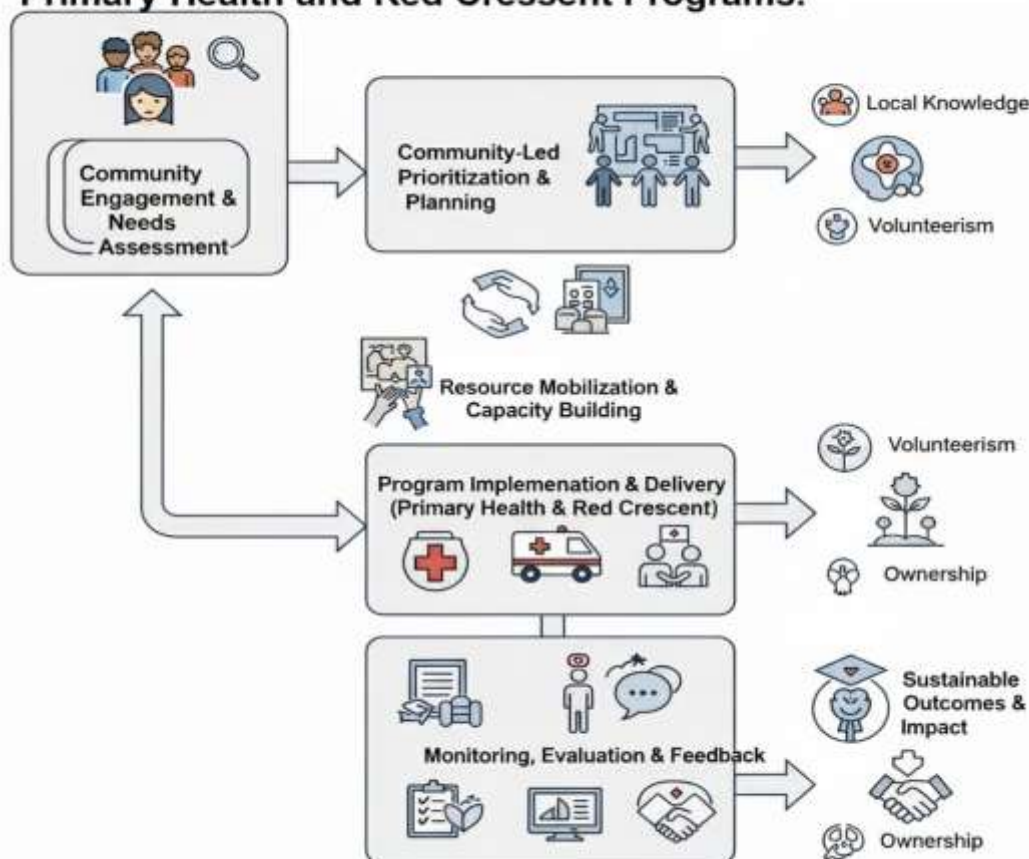 Primary Health and Red Crescent Programs:
Community
Engagement &
Needs
Assessment
Community-Led
Prioritization &
Planning
Local Knowledge
Volunteerism
Resource Mobilization &
Capacity Building
Program Implemenation & Delivery
(Primary Health & Red Crescent)
Volunteerism
Ownership
Monitoring, Evaluation & Feedback
Sustainable
Outcomes &
Impact
Ownership